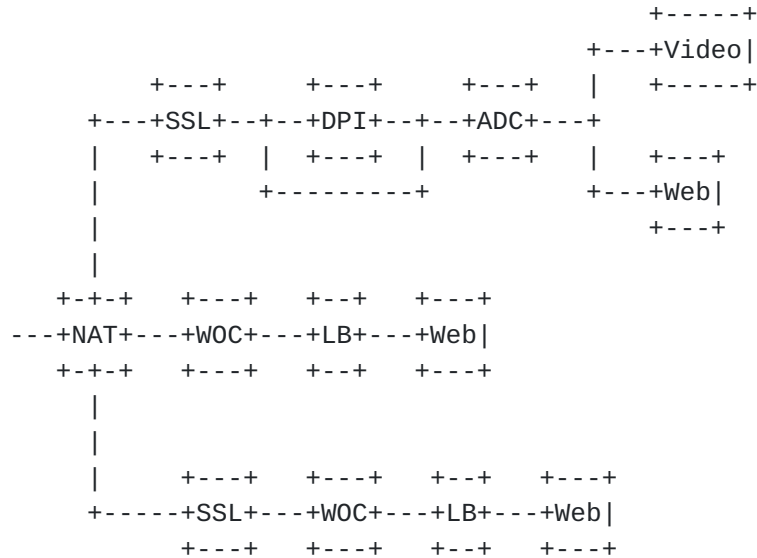 +-----+
                                              +---+Video|
           +---+      +---+      +---+   |    +-----+
      +---+SSL+--+--+DPI+--+--+ADC+---+
      |    +---+  |  +---+  |  +---+    |    +---+
      |           +---------+           +---+Web|
      |                                      +---+
      |
    +-+-+   +---+   +--+   +---+
---+NAT+---+WOC+---+LB+---+Web|
    +-+-+   +---+   +--+   +---+
      |
      |
      |      +---+   +---+   +--+   +---+
      +-----+SSL+---+WOC+---+LB+---+Web|
             +---+   +---+   +--+   +---+